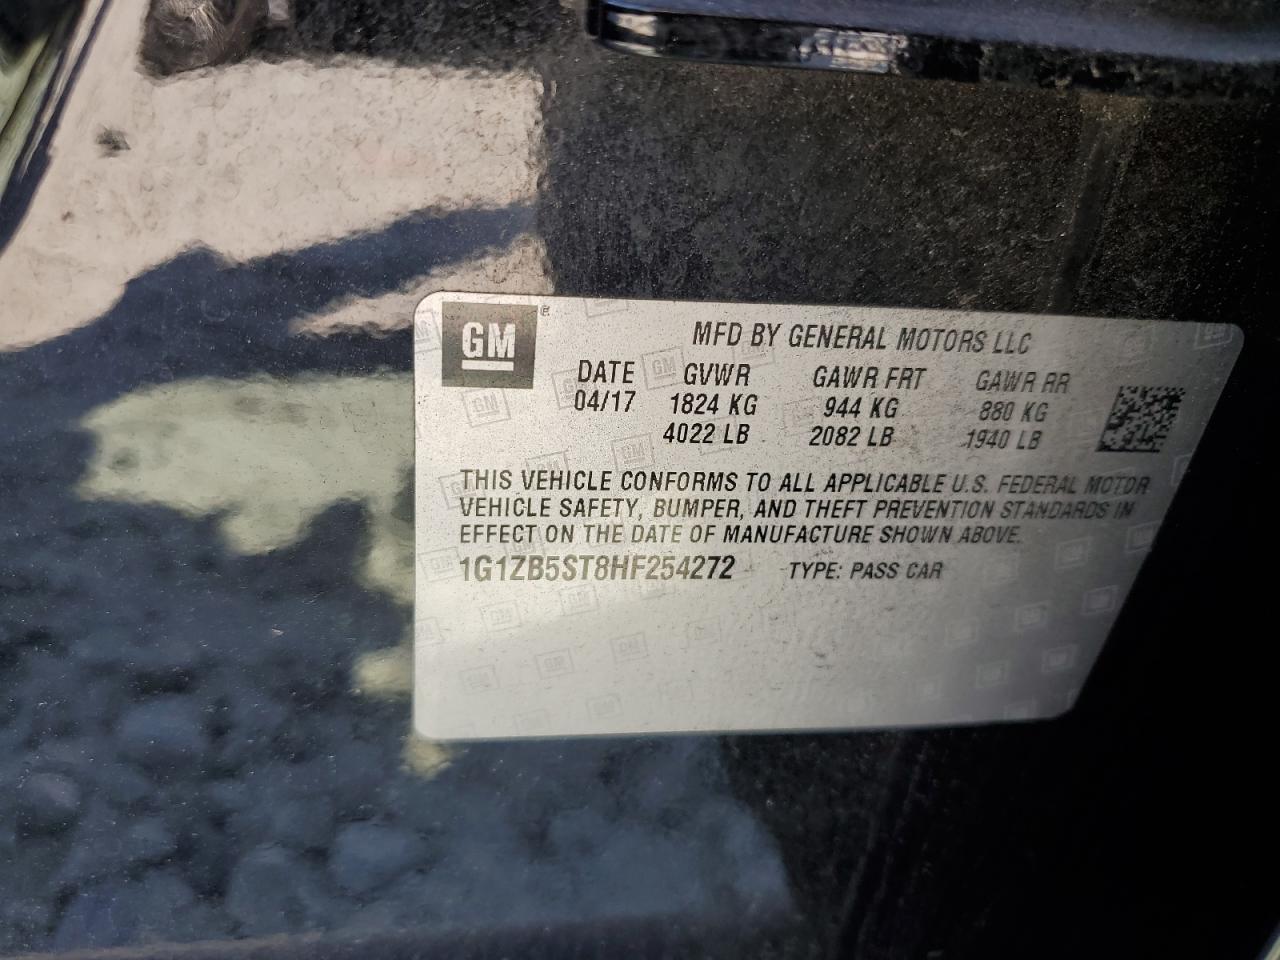 GM
MFD BY GENERAL MOTORS LLC
DATE GVWR GAWR FRT GAWR RR
04/17 1824 KG 944 KG 880 KG
4022 LB 2082 LB 1940 LB
THIS VEHICLE CONFORMS TO ALL APPLICABLE U.S. FEDERAL MOTOR
VEHICLE SAFETY, BUMPER, AND THEFT PREVENTION STANDARDS IN
EFFECT ON THE DATE OF MANUFACTURE SHOWN ABOVE.
1G1ZB5ST8HF254272 TYPE: PASS CAR